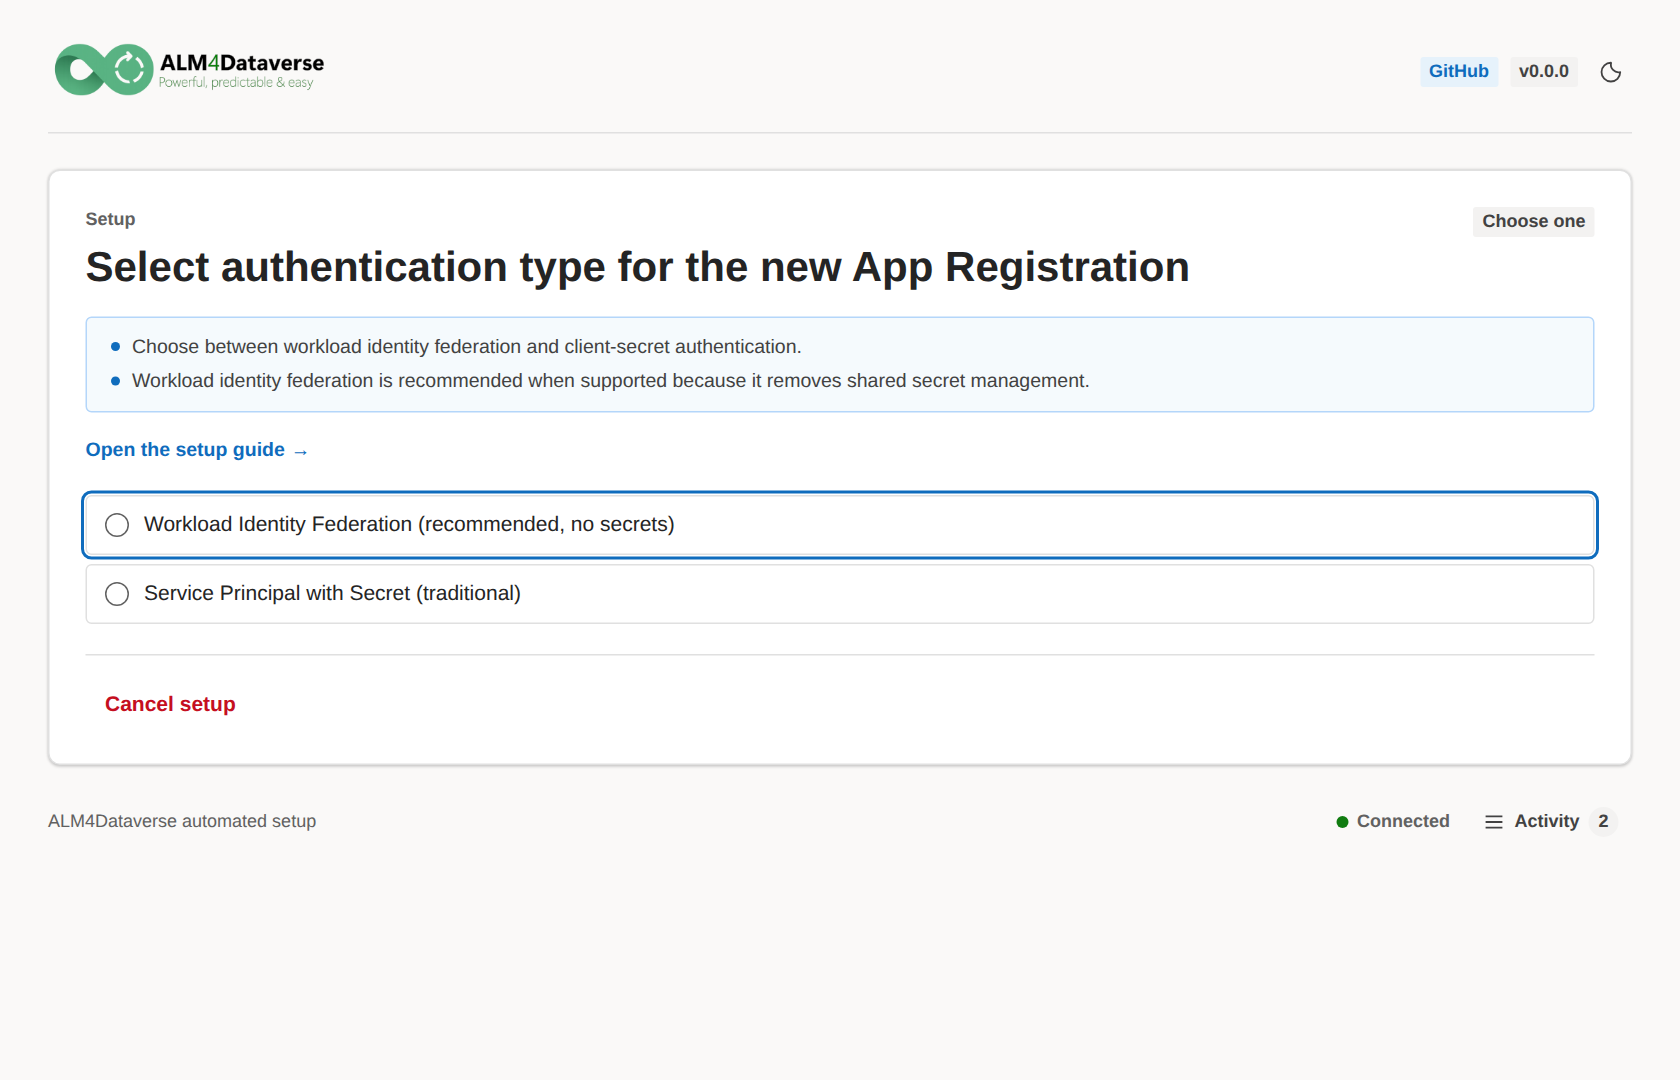 ALM4Dataverse
Powerful, predictable & easy
GitHub
v0.0.0
Setup
Choose one
Select authentication type for the new App Registration
Choose between workload identity federation and client-secret authentication.
Workload identity federation is recommended when supported because it removes shared secret management.
Open the setup guide →
Workload Identity Federation (recommended, no secrets)
Service Principal with Secret (traditional)
Cancel setup
ALM4Dataverse automated setup
Connected
Activity 2